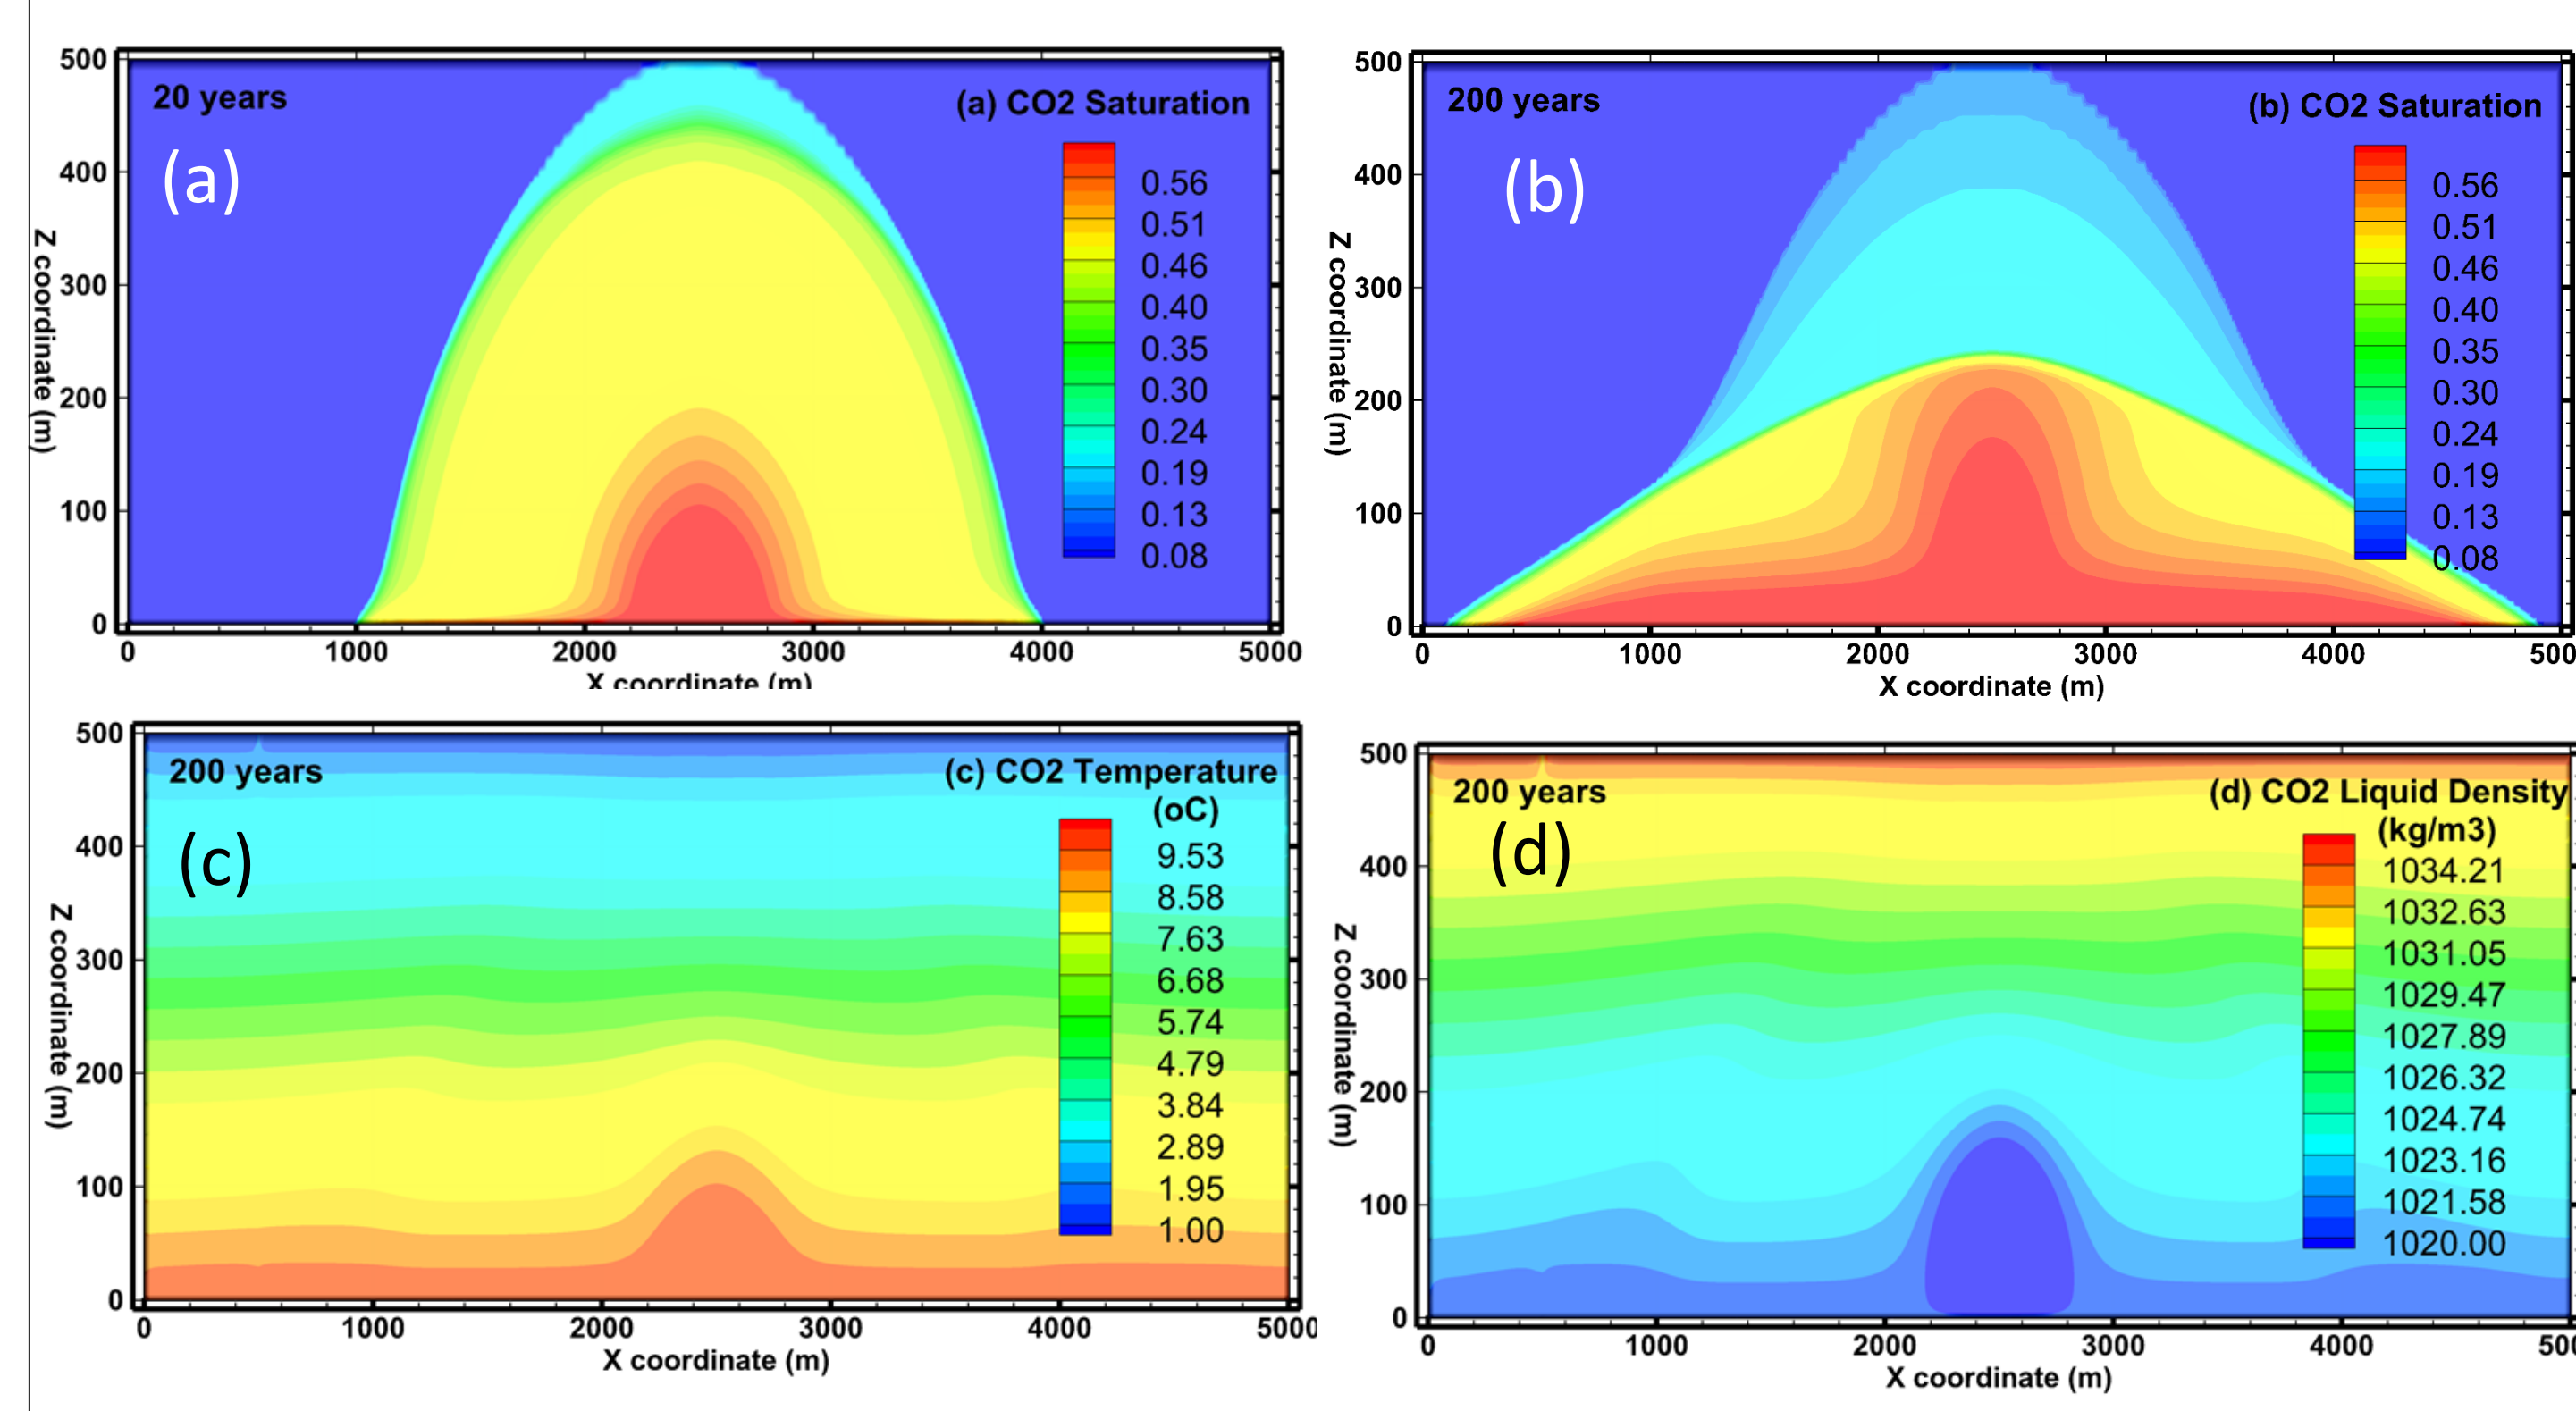 500
400
300
200
100
0
Z coordinate (m)
20 years
(a)
(a) CO2 Saturation
0.56
0.51
0.46
0.40
0.35
0.30
0.24
0.19
0.13
0.08
0 1000 2000 3000 4000 5000
X coordinate (m)
500
400
300
200
100
0
Z coordinate (m)
200 years
(b)
(b) CO2 Saturation
0.56
0.51
0.46
0.40
0.35
0.30
0.24
0.19
0.13
0.08
0 1000 2000 3000 4000 500
X coordinate (m)
500
400
300
200
100
0
Z coordinate (m)
200 years
(c)
(c) CO2 Temperature
(oC)
9.53
8.58
7.63
6.68
5.74
4.79
3.84
2.89
1.95
1.00
0 1000 2000 3000 4000 5000
X coordinate (m)
500
400
300
200
100
0
Z coordinate (m)
200 years
(d)
(d) CO2 Liquid Density
(kg/m3)
1034.21
1032.63
1031.05
1029.47
1027.89
1026.32
1024.74
1023.16
1021.58
1020.00
0 1000 2000 3000 4000 500
X coordinate (m)